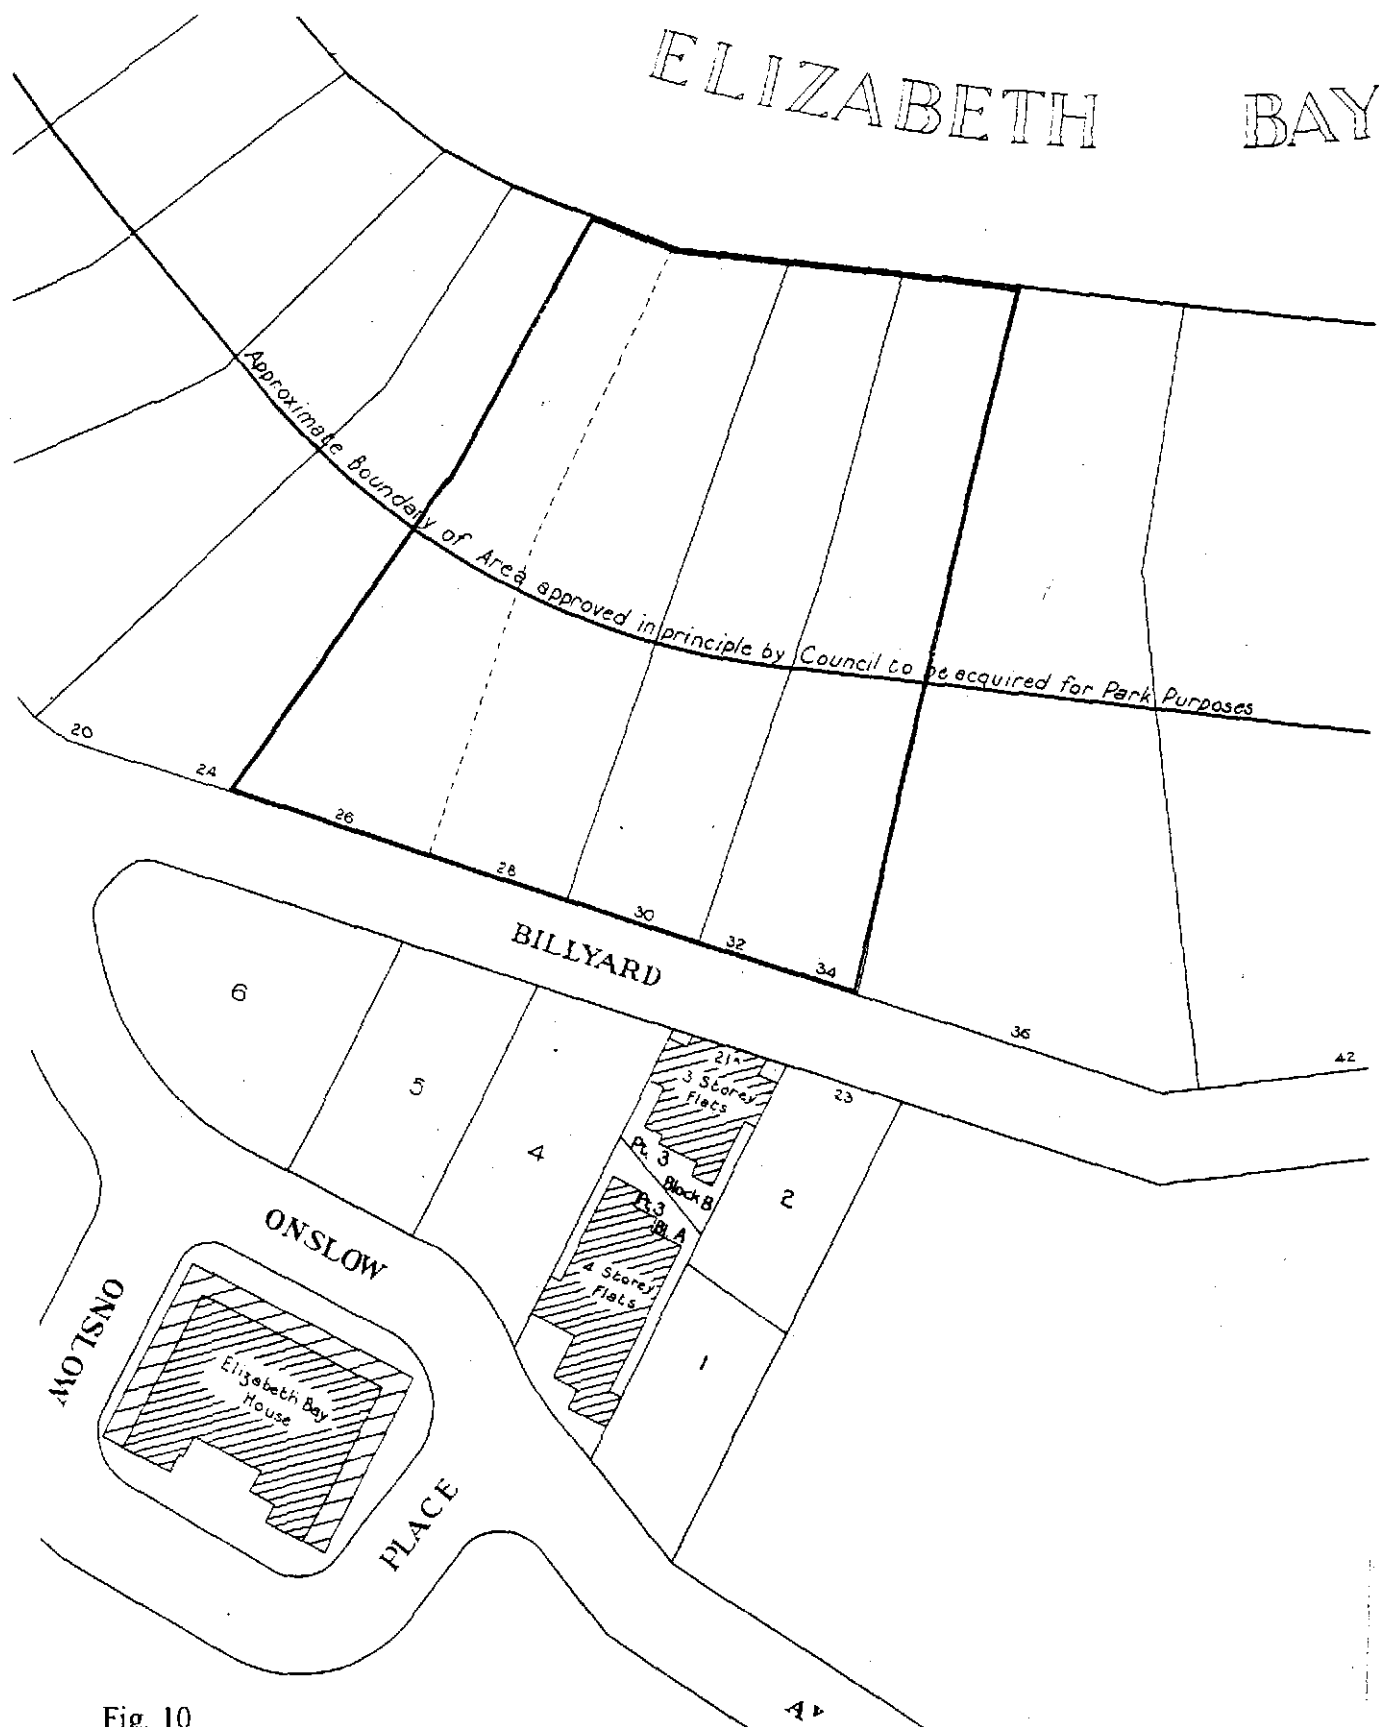 ELIZABETH BAY
Approximate Boundary of Area approved in principle by Council to be acquired for Park Purposes
20
24
26
28
30
32
34
36
42
BILLYARD
6
5
4
21
3 Storey
Flats
23
Pt. 3
Block B
Pt. 3
Bl. A
2
4 Storey
Flats
1
ONSLOW
ONSLOW
Elizabeth Bay
House
PLACE
Av
Fig. 10